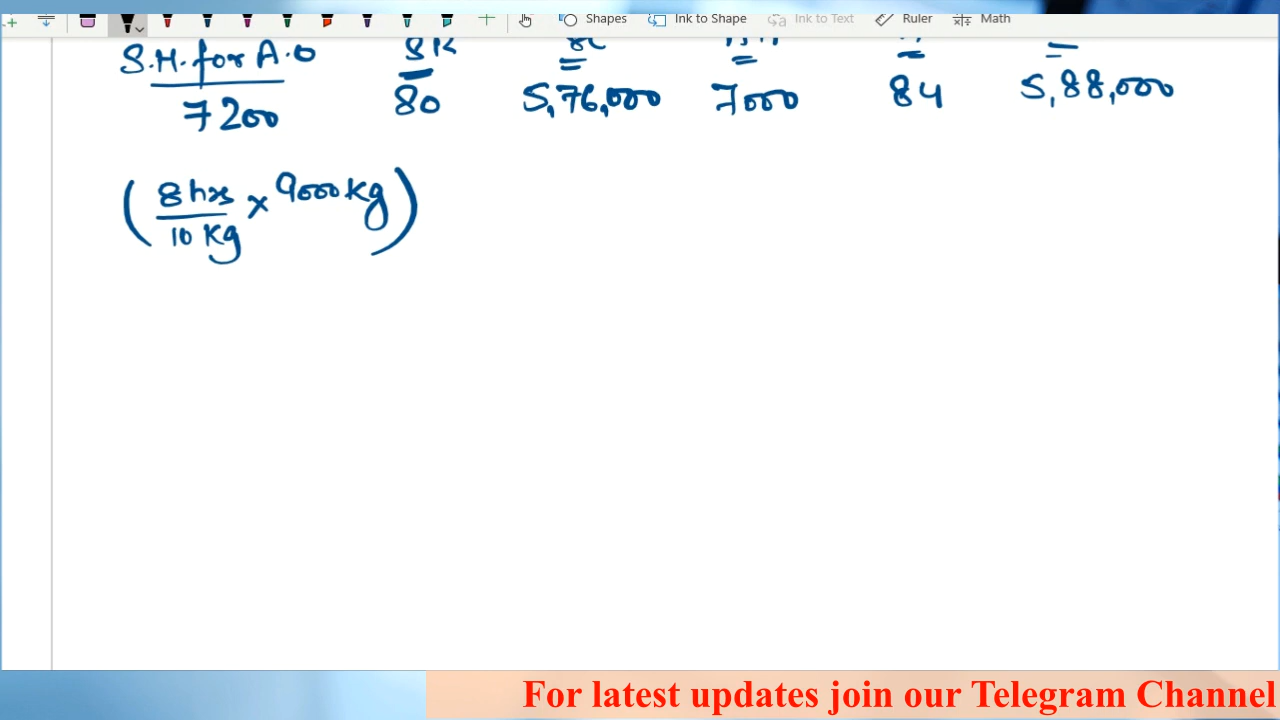 Shapes Ink to Shape Ink to Text Ruler Math
S.H. for A.O SR
7200 80 5,76,000 7000 84 5,88,000
(8 hrs / 10 Kg × 9000 Kg)
For latest updates join our Telegram Channel